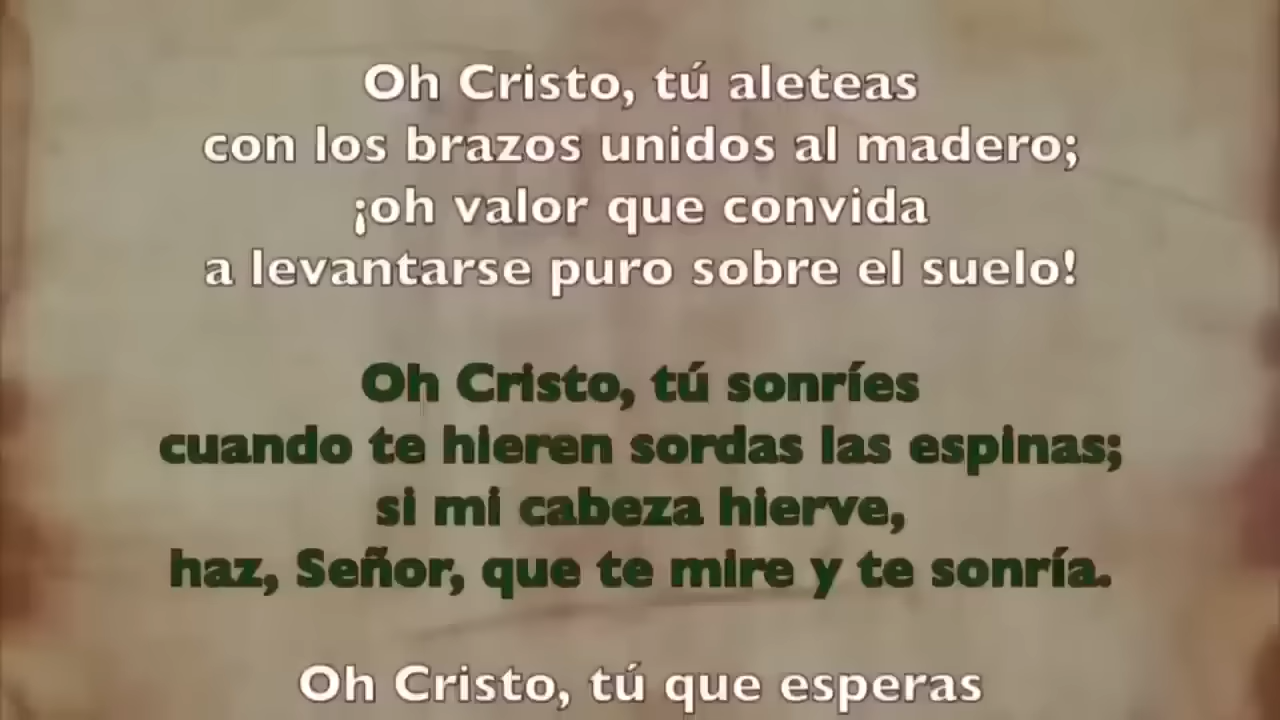 Oh Cristo, tú aleteas
con los brazos unidos al madero;
¡oh valor que convida
a levantarse puro sobre el suelo!
Oh Cristo, tú sonríes
cuando te hieren sordas las espinas;
si mi cabeza hierve,
haz, Señor, que te mire y te sonría.
Oh Cristo, tú que esperas